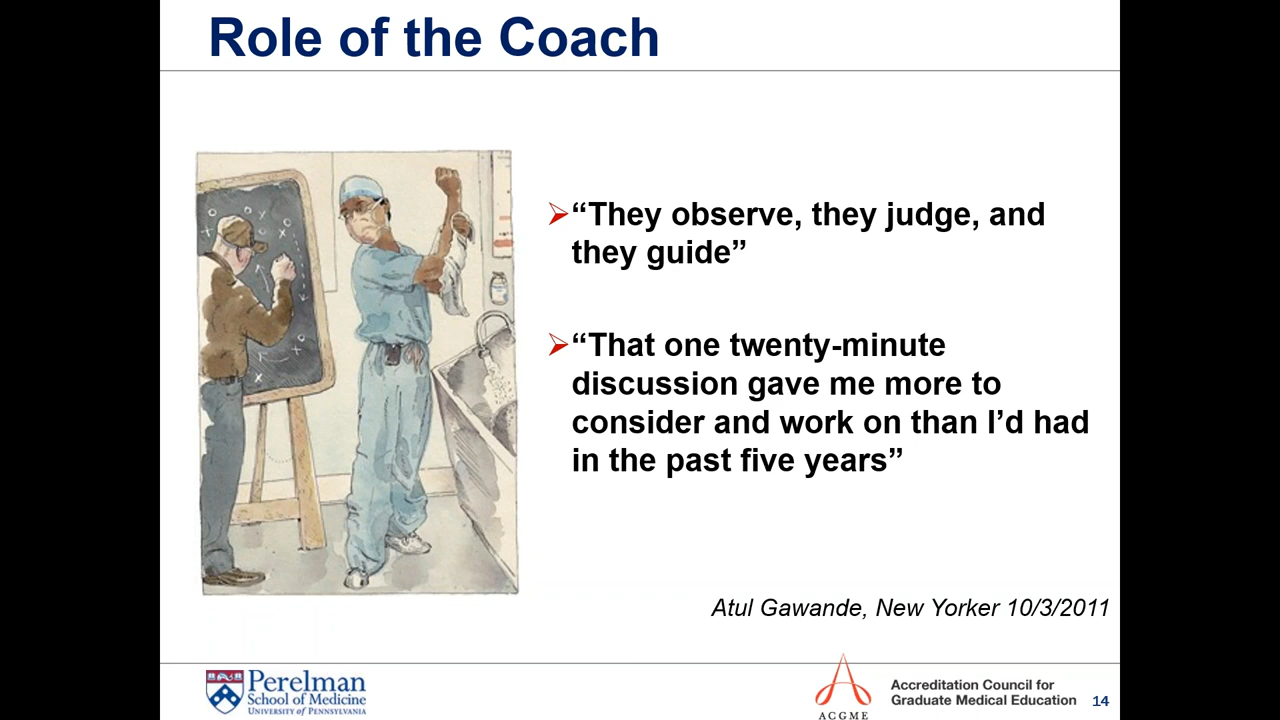 Role of the Coach
➢“They observe, they judge, and
they guide”
➢“That one twenty-minute
discussion gave me more to
consider and work on than I’d had
in the past five years”
Atul Gawande, New Yorker 10/3/2011
Perelman
School of Medicine
University of Pennsylvania
ACGME
Accreditation Council for
Graduate Medical Education
14